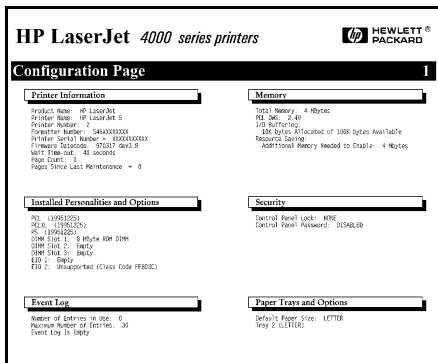 HP LaserJet 4000 series printers
hp HEWLETT® PACKARD
Configuration Page 1
Printer Information
Product Name: HP LaserJet
Printer Name: HP LaserJet 5
Printer Number: 2
Formatter Number: S46XXXXXXX
Printer Serial Number = XXXXXXXXXXX
Firmware Datecode: 970317 dev3.8
Wait Time-out: 40 seconds
Page Count: 0
Pages Since Last Maintenance = 0
Memory
Total Memory: 4 MBytes
PCL DWS: 2.49
I/O Buffering:
10K bytes Allocated of 100K bytes Available
Resource Saving:
Additional Memory Needed to Enable: 4 Mbytes
Installed Personalities and Options
PCL (19951225)
PCLXL (19951225)
PS (19951225)
DIMM Slot 1: 8 MByte ROM DIMM
DIMM Slot 2: Empty
DIMM Slot 3: Empty
EIO 1: Empty
EIO 2: Unsupported (Class Code FFBD3C)
Security
Control Panel Lock: NONE
Control Panel Password: DISABLED
Event Log
Number of Entries in Use: 0
Maximum Number of Entries: 30
Event Log Is Empty
Paper Trays and Options
Default Paper Size: LETTER
Tray 2 (LETTER)